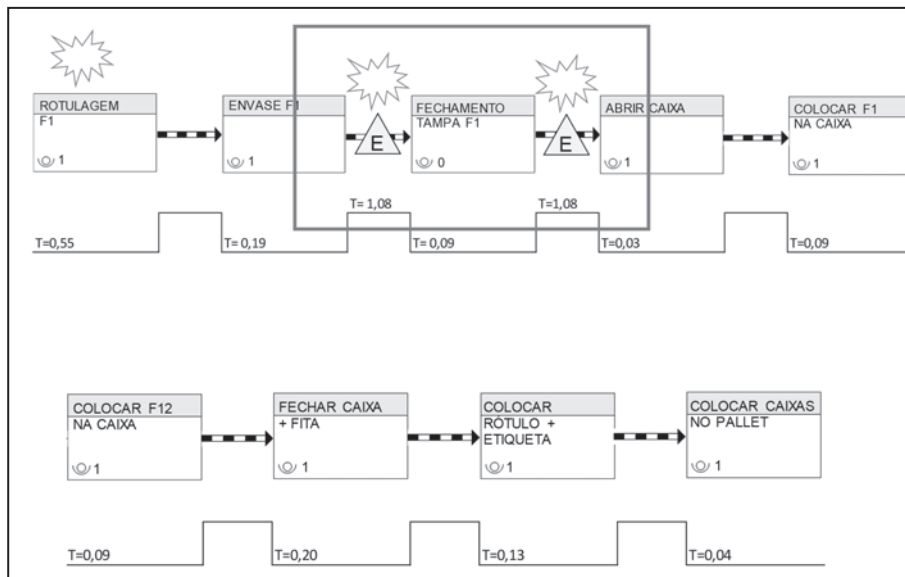 ROTULAGEM
F1
1
ENVASE F1
1
E
FECHAMENTO
TAMPA F1
0
E
ABRIR CAIXA
1
COLOCAR F1
NA CAIXA
1
T=0,55
T= 0,19
T= 1,08
T= 0,09
T=1,08
T=0,03
T=0,09
COLOCAR F12
NA CAIXA
1
FECHAR CAIXA
+ FITA
1
COLOCAR
RÓTULO +
ETIQUETA
1
COLOCAR CAIXAS
NO PALLET
1
T=0,09
T=0,20
T=0,13
T=0,04